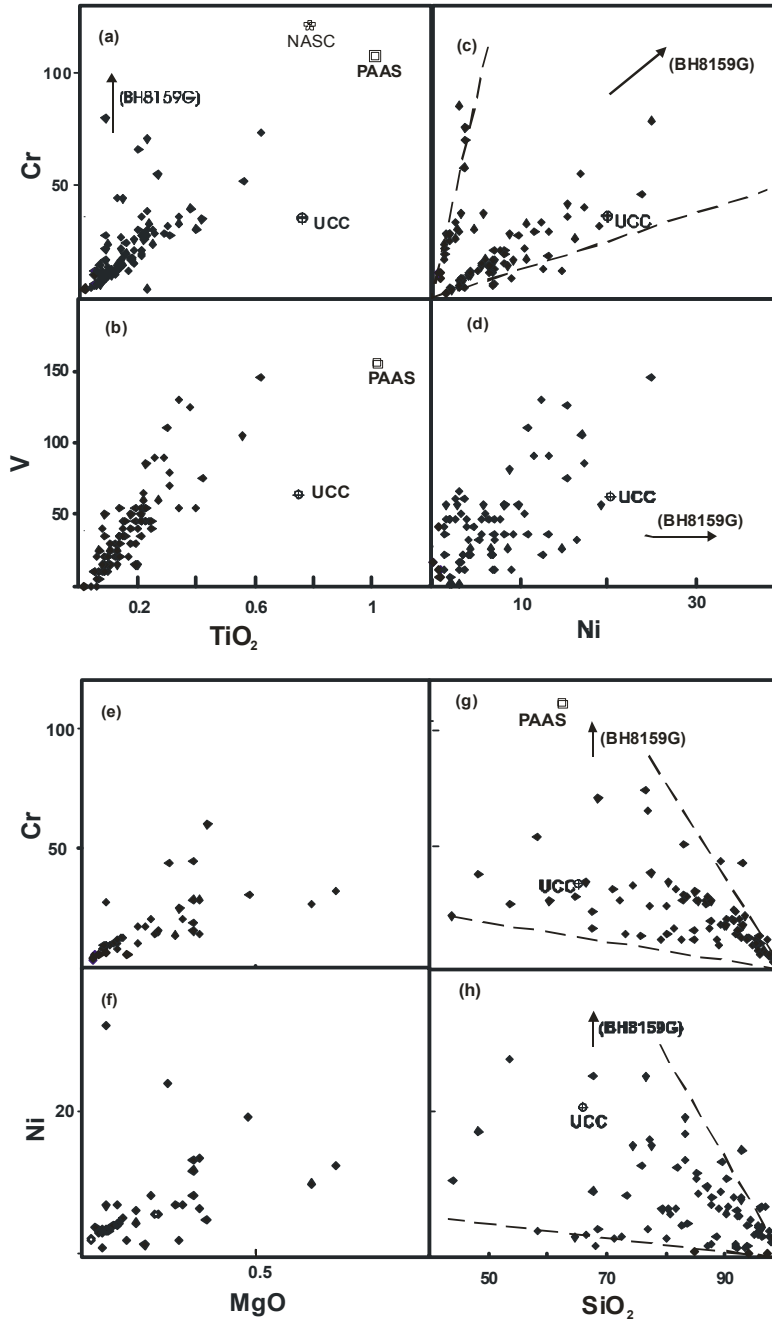 (a)
NASC
PAAS
(BH8159G)
UCC
100
50
Cr
(c)
(BH8159G)
UCC
(b)
PAAS
UCC
150
100
50
V
0.2
0.6
1
TiO2
(d)
UCC
(BH8159G)
10
30
Ni
(e)
100
50
Cr
(g)
PAAS
(BH8159G)
UCC
(f)
20
Ni
0.5
MgO
(h)
(BH8159G)
UCC
50
70
90
SiO2